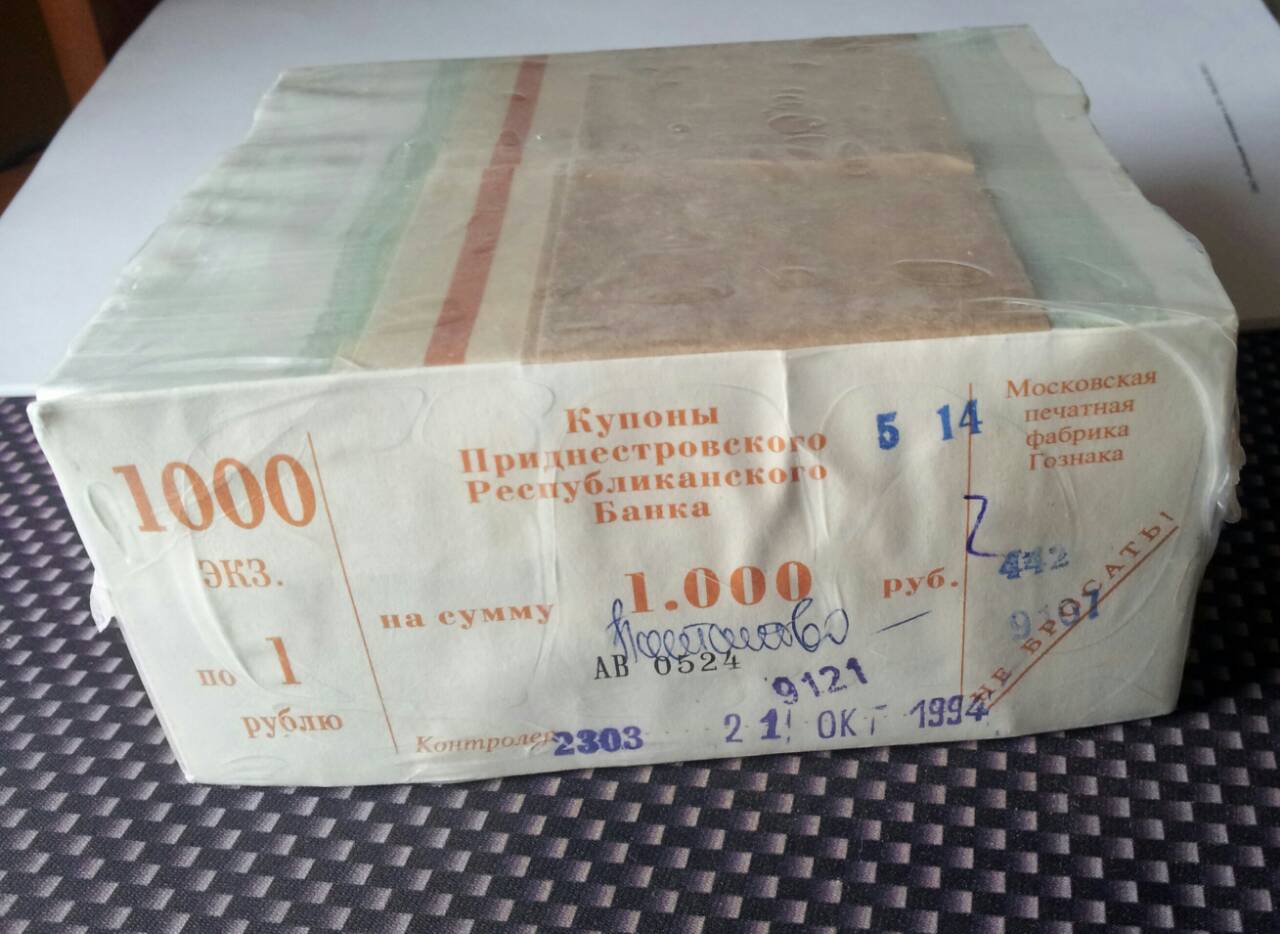 1000
экз.
по 1
рублю
Купоны
Приднестровского
Республиканского
Банка
на сумму 1.000 руб.
АВ 0524
9121
Контролер 2303
21 ОКТ 1994
5 14
Московская
печатная
фабрика
Гознака
442
9107
НЕ БРОСАТЬ!